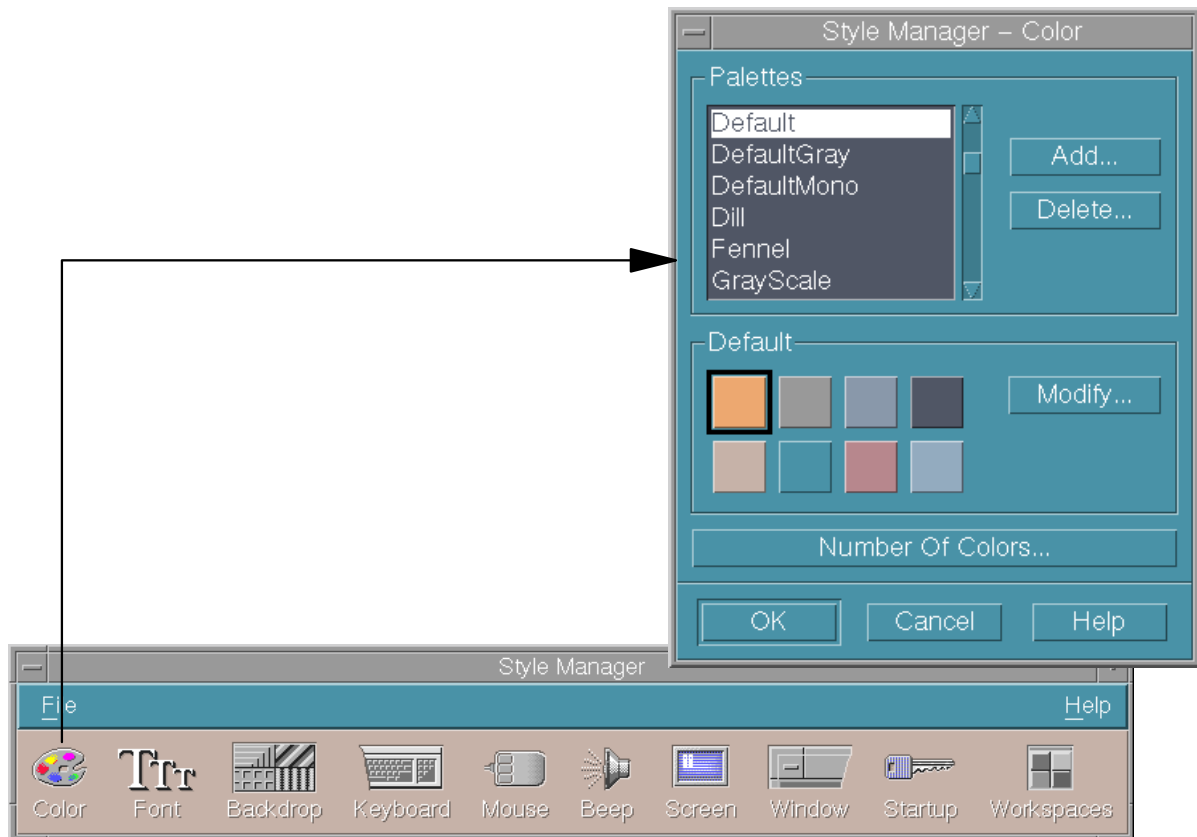 Style Manager – Color
Palettes
Default
DefaultGray
DefaultMono
Dill
Fennel
GrayScale
Add...
Delete...
Default
Modify...
Number Of Colors...
OK Cancel Help
Style Manager
File Help
Color Font Backdrop Keyboard Mouse Beep Screen Window Startup Workspaces